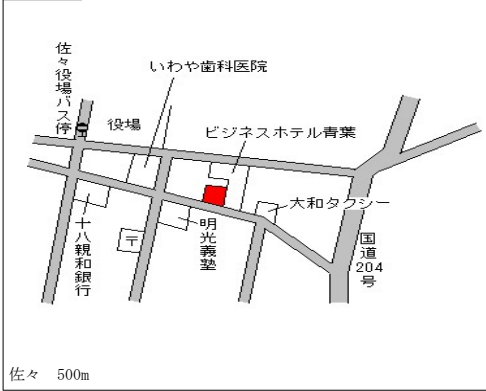 佐々役場バス停
いわや歯科医院
役場
ビジネスホテル青葉
大和タクシー
十八親和銀行
〒
明光義塾
国道204号
佐々 500m